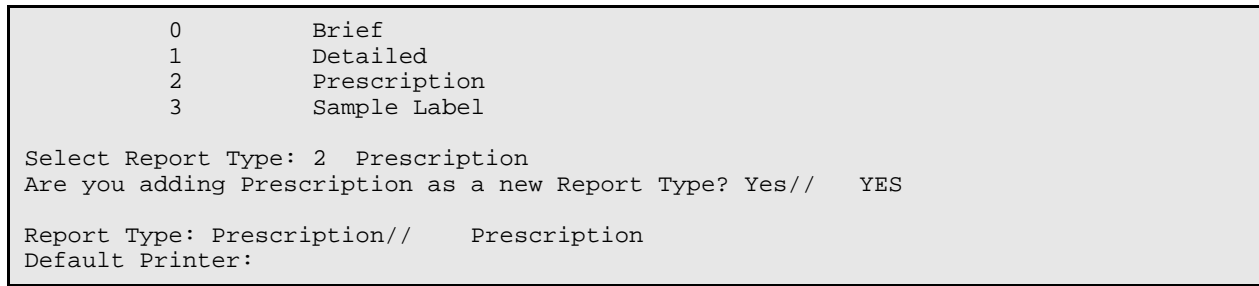 0 Brief
1 Detailed
2 Prescription
3 Sample Label
Select Report Type: 2 Prescription
Are you adding Prescription as a new Report Type? Yes// YES
Report Type: Prescription// Prescription
Default Printer: